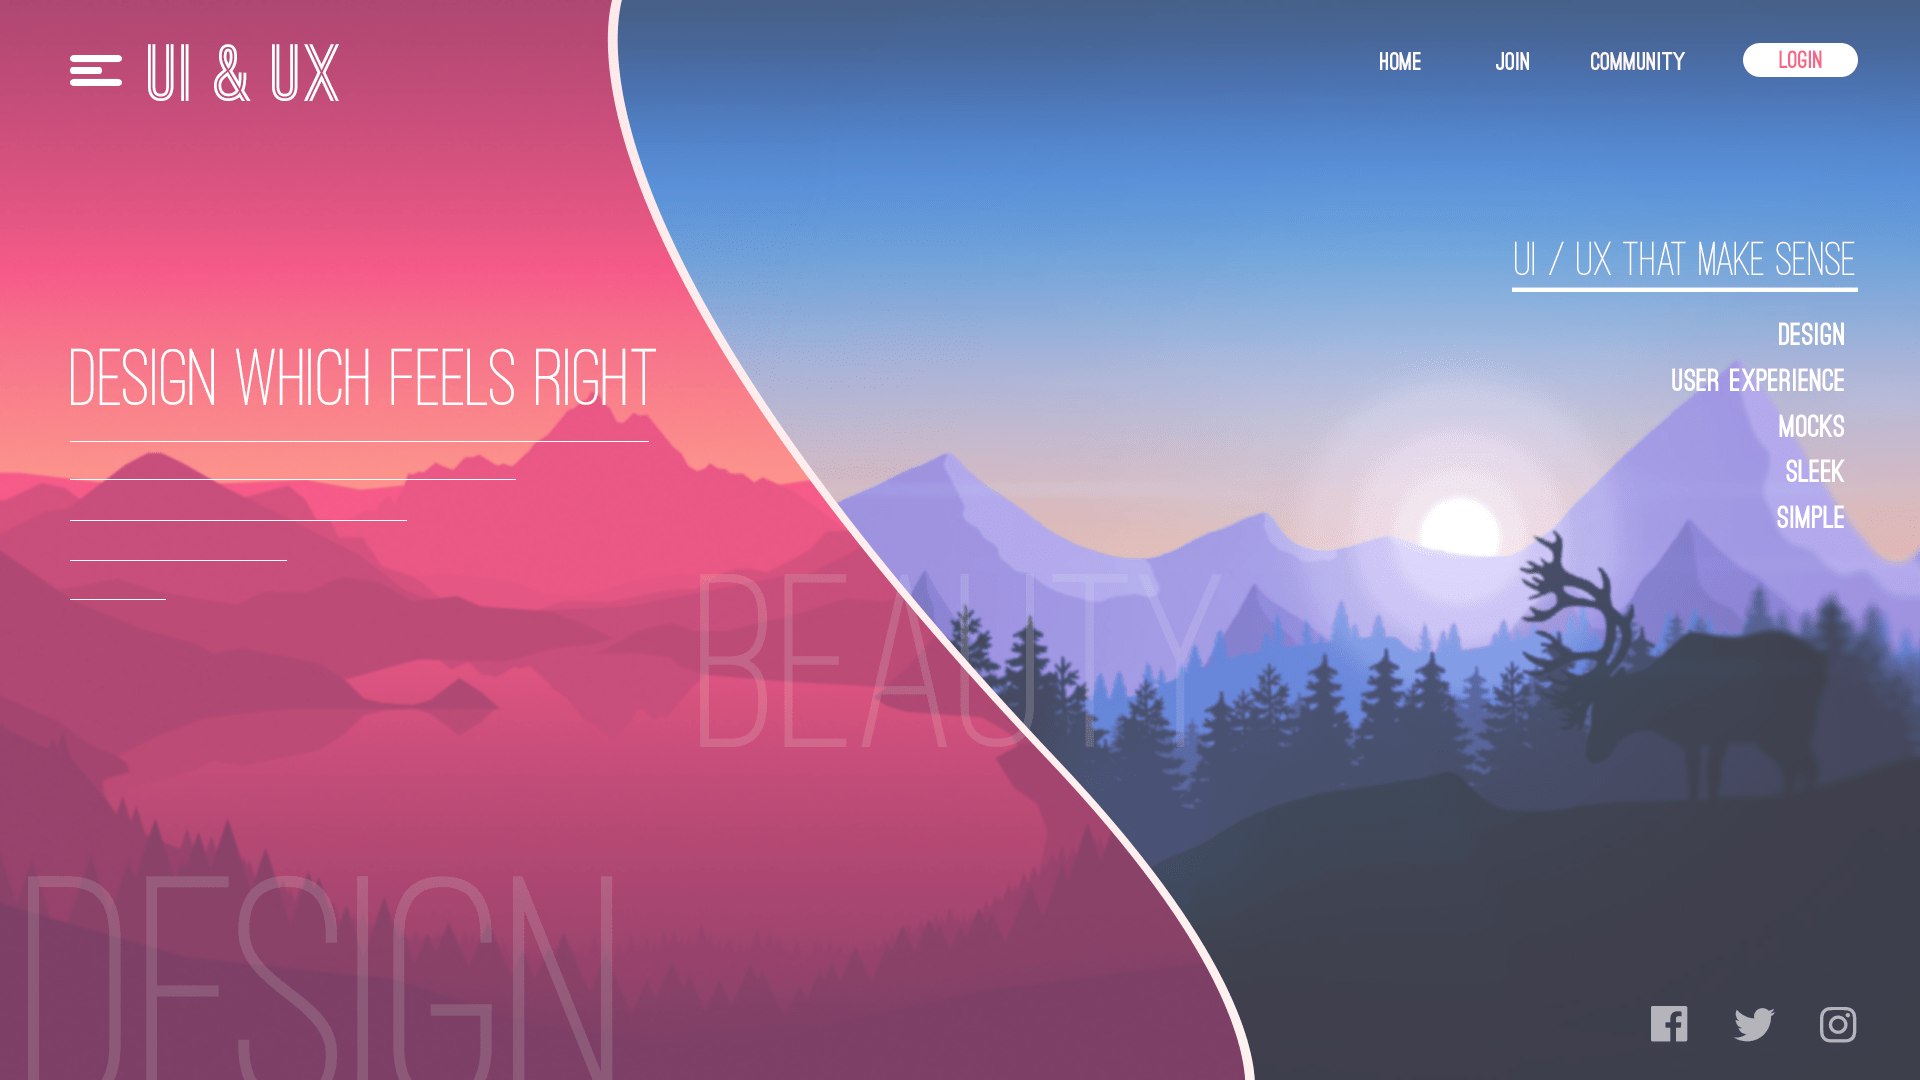 UI & UX
HOME JOIN COMMUNITY LOGIN
UI / UX THAT MAKE SENSE
DESIGN
USER EXPERIENCE
MOCKS
SLEEK
SIMPLE
DESIGN WHICH FEELS RIGHT
BEAUTY
DESIGN